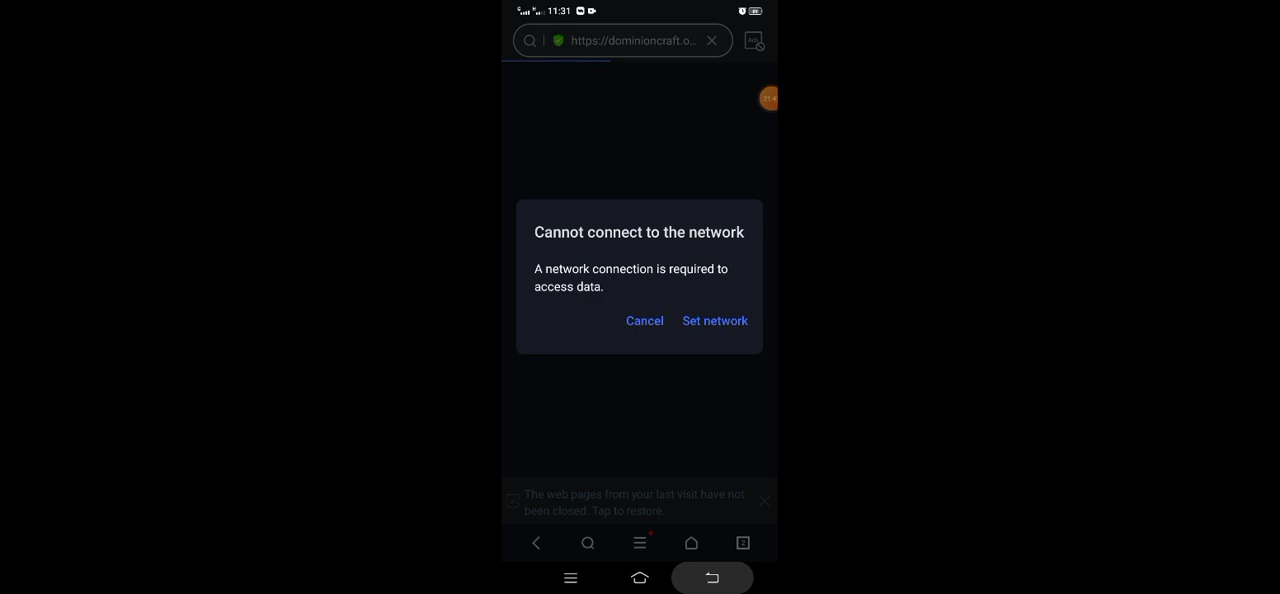 11:31
https://dominioncraft.o...
Cannot connect to the network
A network connection is required to
access data.
Cancel Set network
The web pages from your last visit have not
been closed. Tap to restore.
2